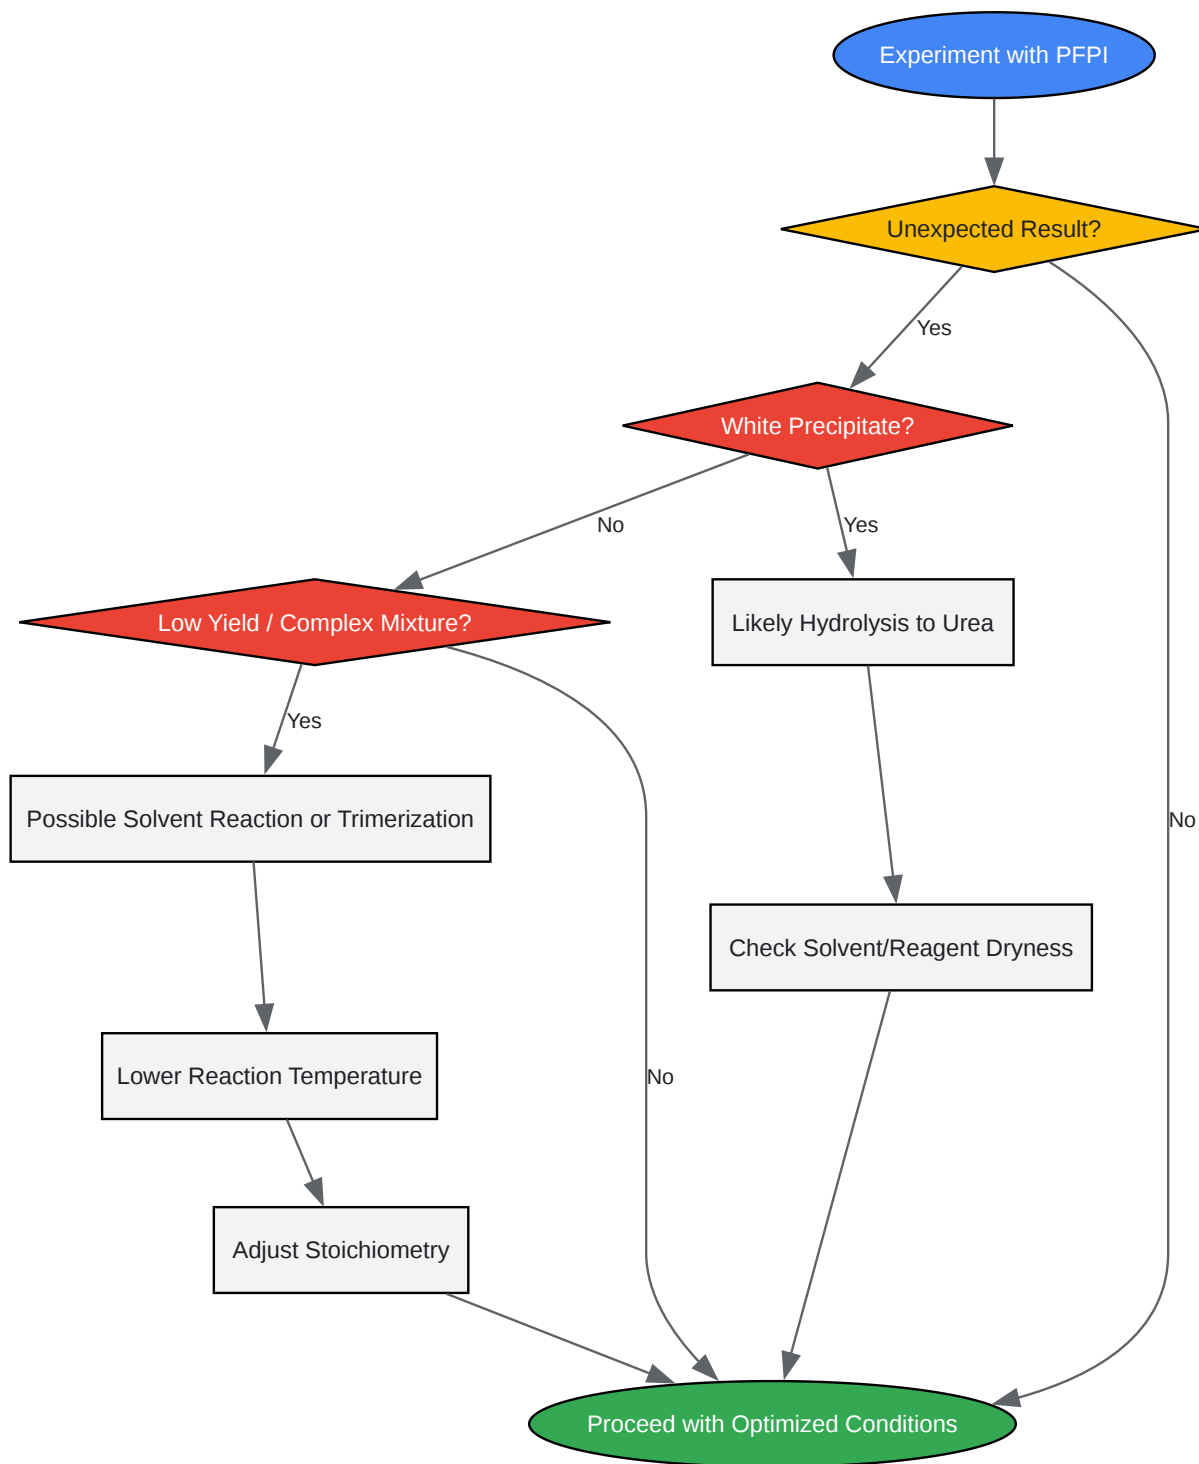 Experiment with PFPI
Unexpected Result?
Yes
White Precipitate?
No
Yes
Low Yield / Complex Mixture?
Likely Hydrolysis to Urea
Yes
Possible Solvent Reaction or Trimerization
No
Check Solvent/Reagent Dryness
Lower Reaction Temperature
No
Adjust Stoichiometry
Proceed with Optimized Conditions